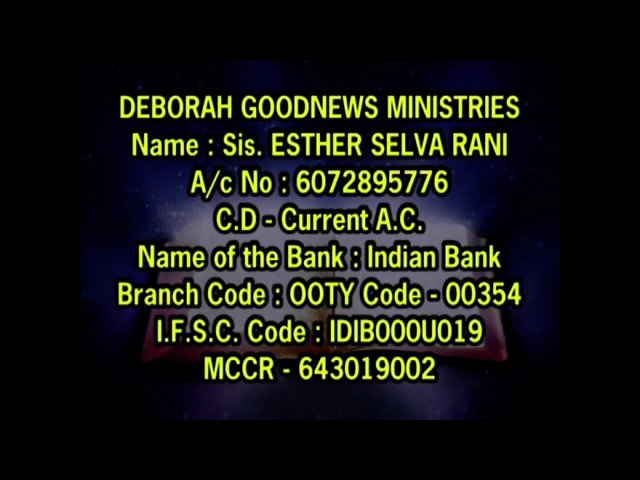 DEBORAH GOODNEWS MINISTRIES
Name : Sis. ESTHER SELVA RANI
A/c No : 6072895776
C.D - Current A.C.
Name of the Bank : Indian Bank
Branch Code : OOTY Code - 00354
I.F.S.C. Code : IDIB000U019
MCCR - 643019002